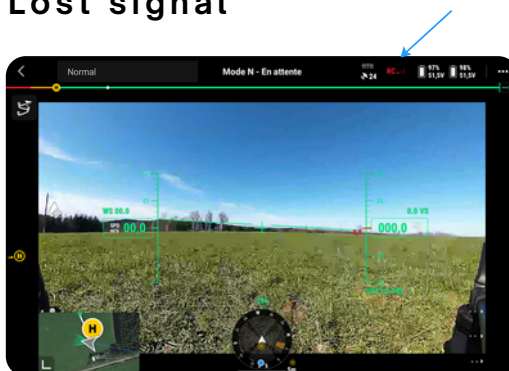 Lost signal
Normal
Mode N - En attente
24
RC
97%
51,5V
98%
51,5V
WS 00.0
00,0
0.0 VS
000,0
H
H